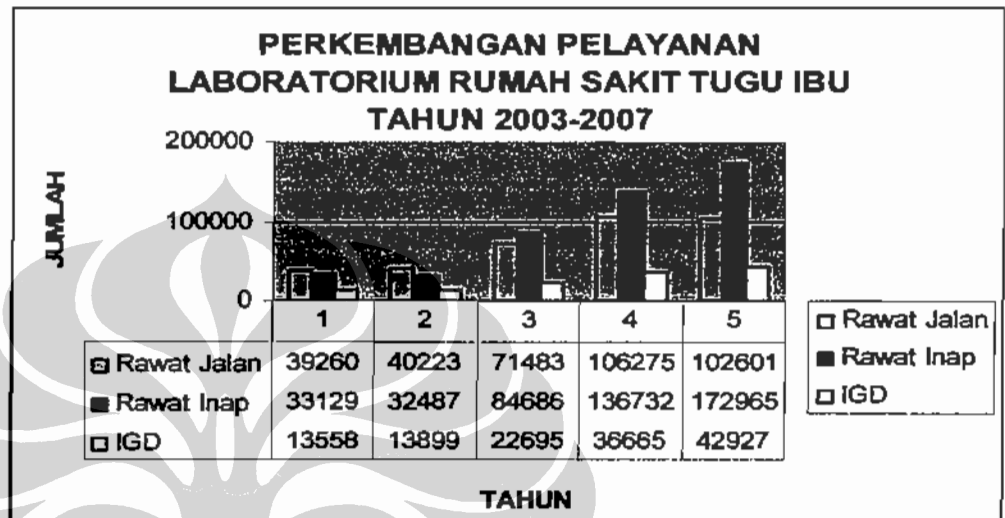 PERKEMBANGAN PELAYANAN
LABORATORIUM RUMAH SAKIT TUGU IBU
TAHUN 2003-2007
JUMLAH
200000
100000
0
1 2 3 4 5
Rawat Jalan 39260 40223 71483 106275 102601
Rawat Inap 33129 32487 84686 136732 172965
IGD 13558 13899 22695 36665 42927
TAHUN
Rawat Jalan
Rawat Inap
IGD